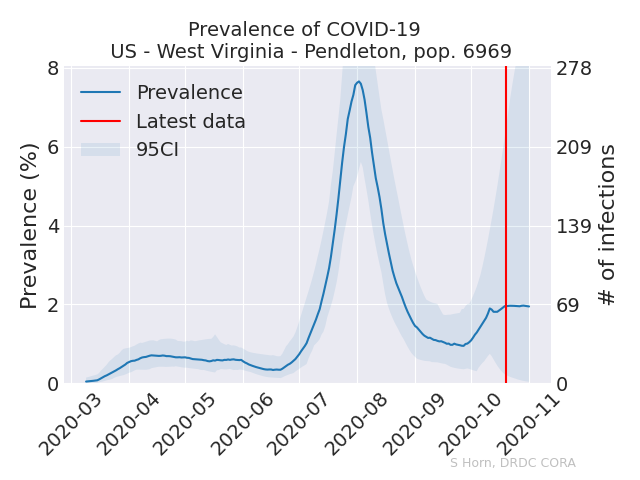 Prevalence of COVID-19
US - West Virginia - Pendleton, pop. 6969
Prevalence (%)
8
6
4
2
0
Prevalence
Latest data
95CI
278
209
139
69
0
# of infections
2020-03
2020-04
2020-05
2020-06
2020-07
2020-08
2020-09
2020-10
2020-11
S Horn, DRDC CORA